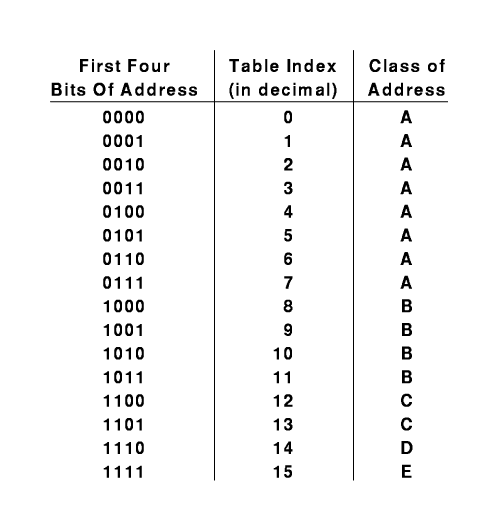 First Four Table Index Class of
Bits Of Address (in decimal) Address
0000 0 A
0001 1 A
0010 2 A
0011 3 A
0100 4 A
0101 5 A
0110 6 A
0111 7 A
1000 8 B
1001 9 B
1010 10 B
1011 11 B
1100 12 C
1101 13 C
1110 14 D
1111 15 E